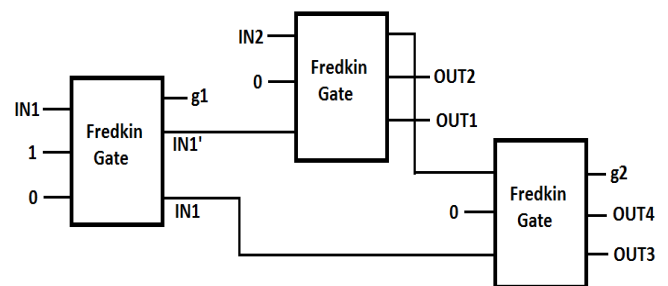 IN1
1
0
Fredkin
Gate
g1
IN1'
IN1
IN2
0
Fredkin
Gate
OUT2
OUT1
0
Fredkin
Gate
g2
OUT4
OUT3